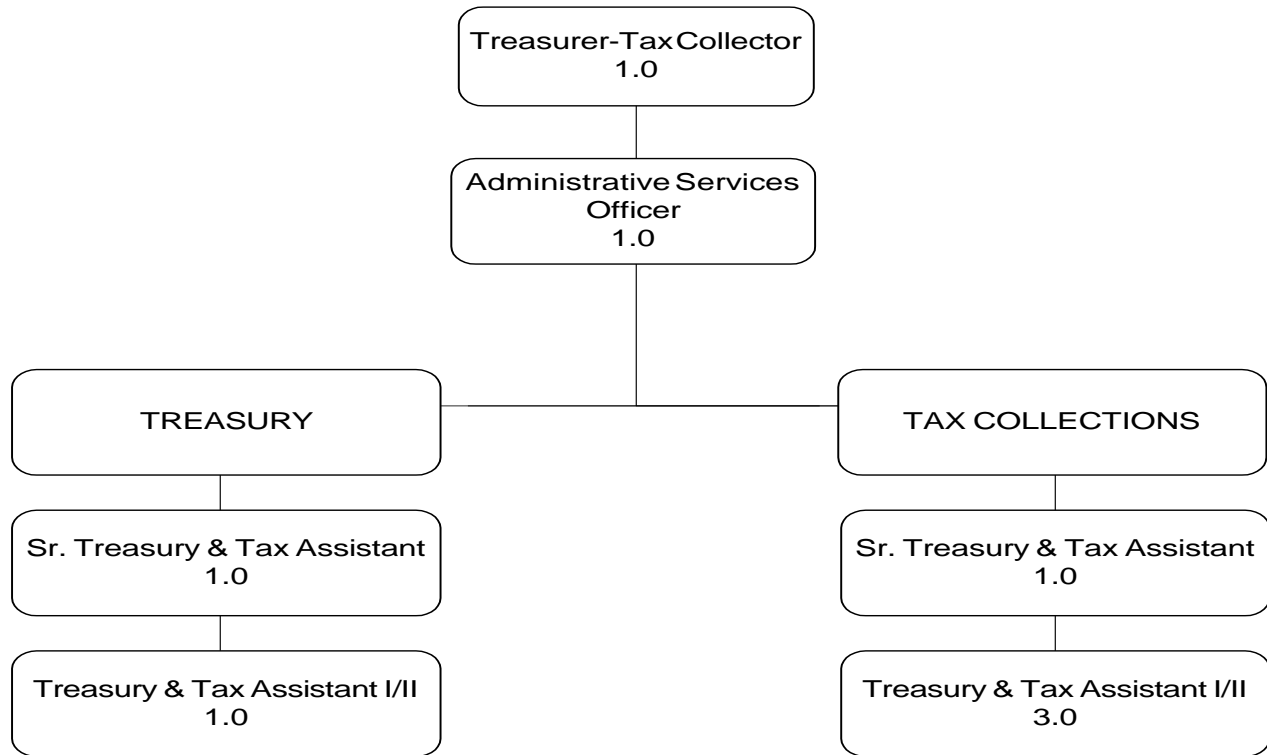 Treasurer-Tax Collector
1.0
Administrative Services
Officer
1.0
TREASURY
TAX COLLECTIONS
Sr. Treasury & Tax Assistant
1.0
Sr. Treasury & Tax Assistant
1.0
Treasury & Tax Assistant I/II
1.0
Treasury & Tax Assistant I/II
3.0